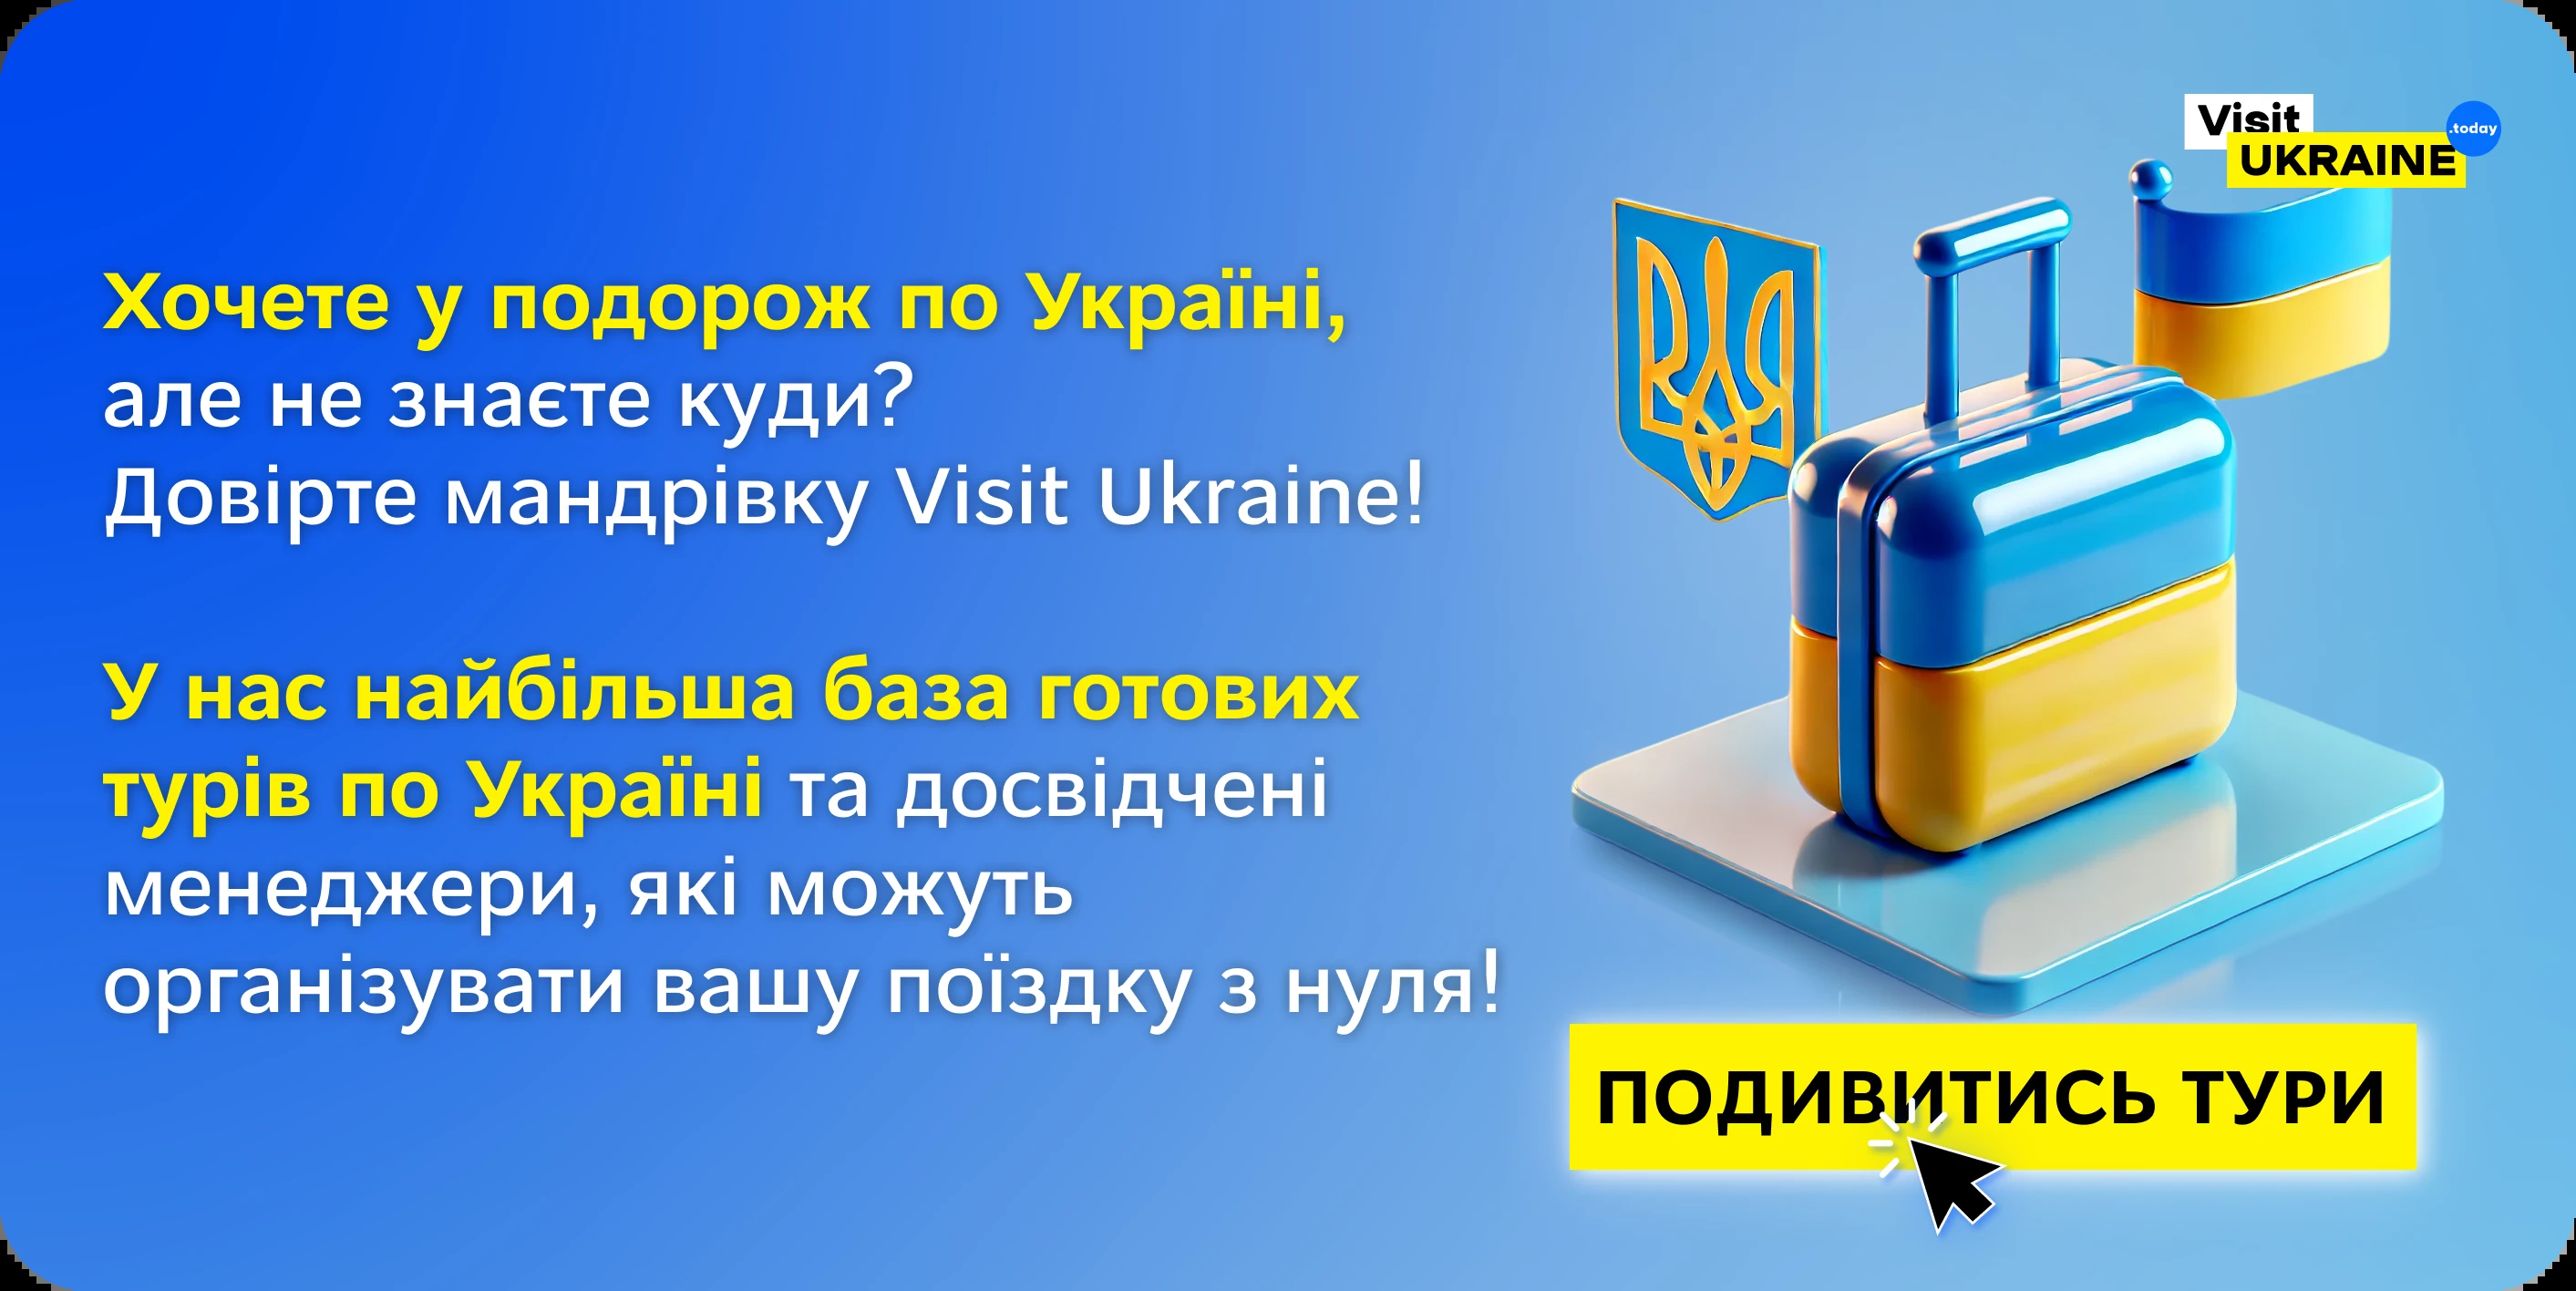 Visit
UKRAINE
.today
Хочете у подорож по Україні,
але не знаєте куди?
Довірте мандрівку Visit Ukraine!
У нас найбільша база готових
турів по Україні та досвідчені
менеджери, які можуть
організувати вашу поїздку з нуля!
ПОДИВИТИСЬ ТУРИ